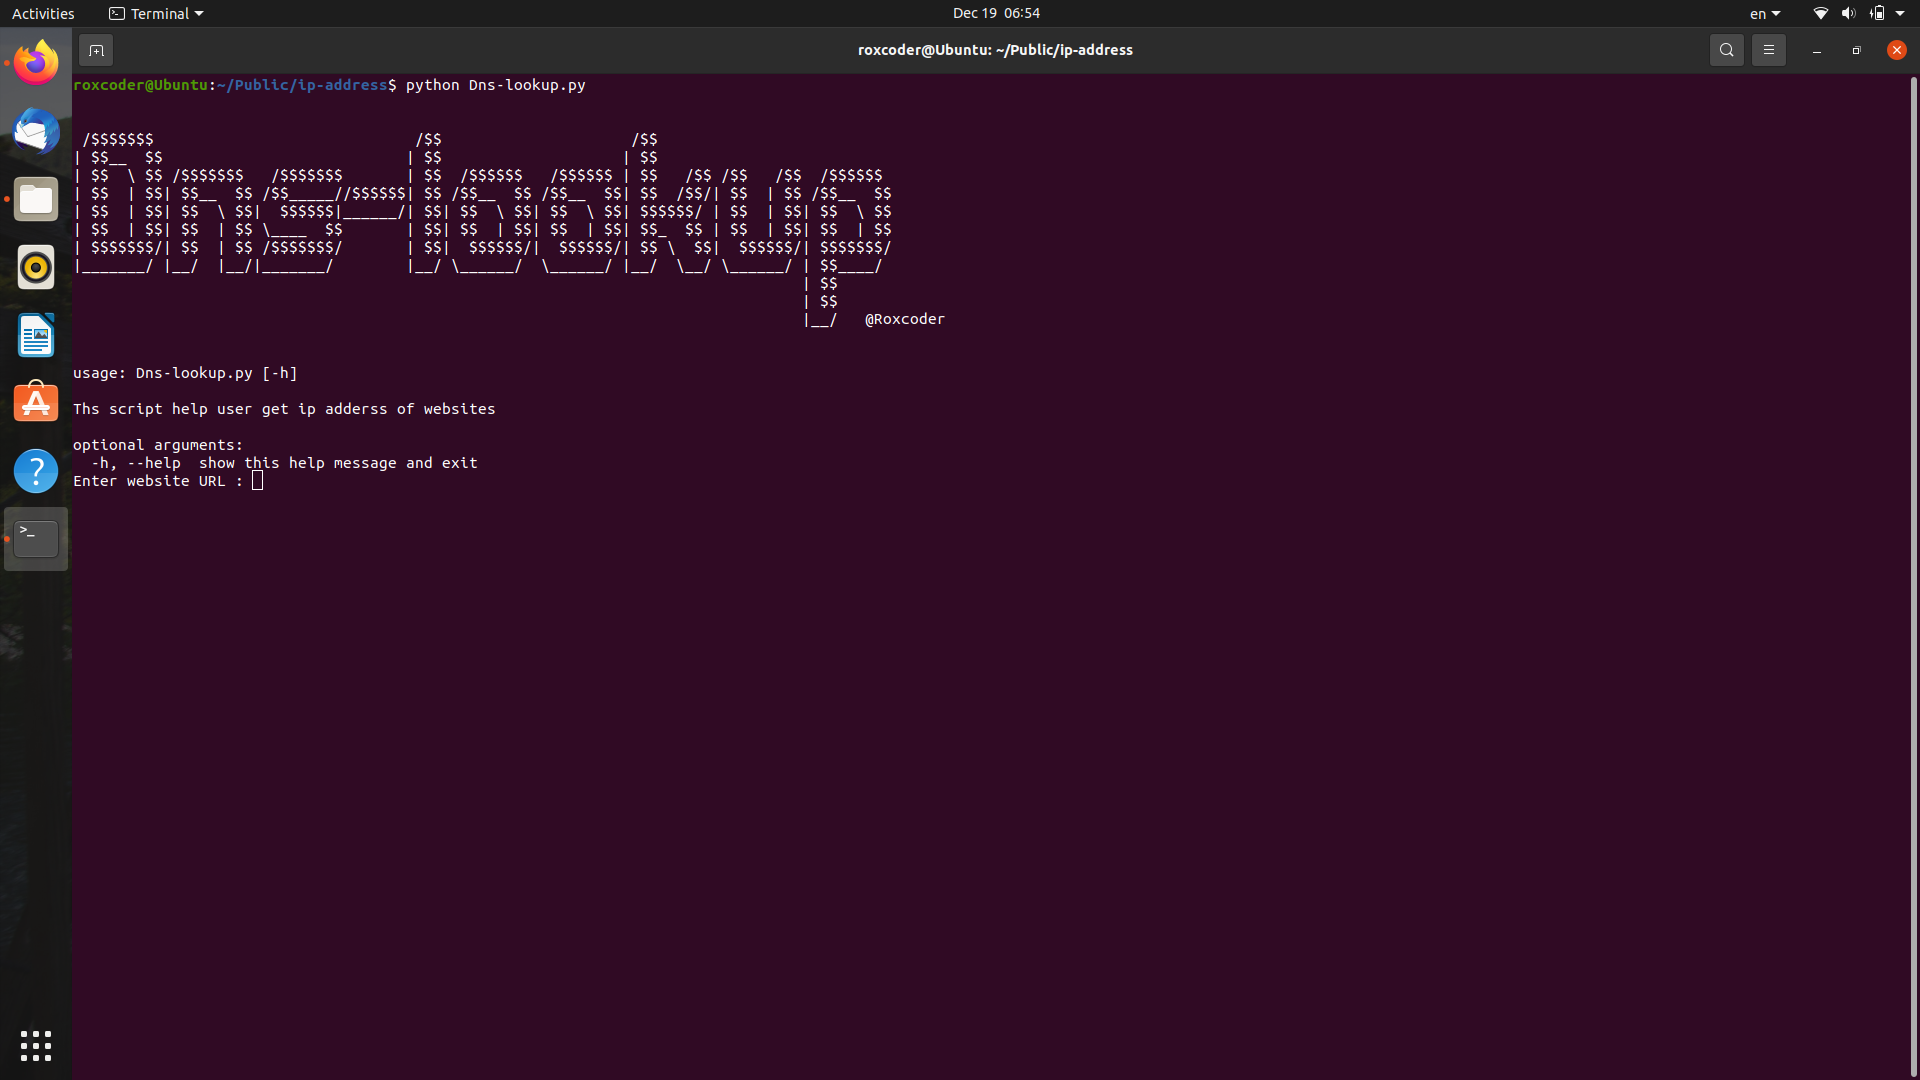 Activities Terminal Dec 19 06:54 en
roxcoder@Ubuntu: ~/Public/ip-address
roxcoder@Ubuntu:~/Public/ip-address$ python Dns-lookup.py
 /$$$$$$$                             /$$                     /$$
| $$__  $$                           | $$                    | $$
| $$  \ $$ /$$$$$$$   /$$$$$$$       | $$  /$$$$$$   /$$$$$$ | $$   /$$ /$$   /$$  /$$$$$$
| $$  | $$| $$__  $$ /$$_____//$$$$$$| $$ /$$__  $$ /$$__  $$| $$  /$$/| $$  | $$ /$$__  $$
| $$  | $$| $$  \ $$|  $$$$$$|______/| $$| $$  \ $$| $$  \ $$| $$$$$$/ | $$  | $$| $$  \ $$
| $$  | $$| $$  | $$ \____  $$       | $$| $$  | $$| $$  | $$| $$_  $$ | $$  | $$| $$  | $$
| $$$$$$$/| $$  | $$ /$$$$$$$/       | $$|  $$$$$$/|  $$$$$$/| $$ \  $$|  $$$$$$/| $$$$$$$/
|_______/ |__/  |__/|_______/        |__/ \______/  \______/ |__/  \__/ \______/ | $$____/
                                                                                 | $$
                                                                                 | $$
                                                                                 |__/   @Roxcoder
usage: Dns-lookup.py [-h]
Ths script help user get ip adderss of websites
optional arguments:
  -h, --help  show this help message and exit
Enter website URL :